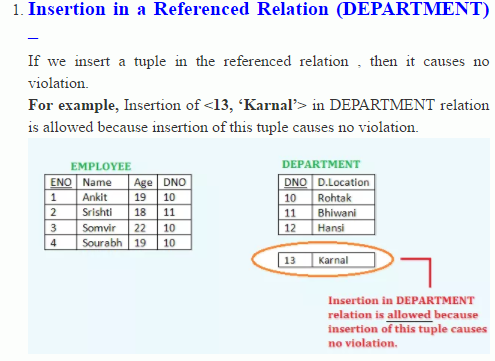 1. Insertion in a Referenced Relation (DEPARTMENT)
–
If we insert a tuple in the referenced relation , then it causes no
violation.
For example, Insertion of <13, ‘Karnal’> in DEPARTMENT relation
is allowed because insertion of this tuple causes no violation.
EMPLOYEE
ENO Name Age DNO
1 Ankit 19 10
2 Srishti 18 11
3 Somvir 22 10
4 Sourabh 19 10
DEPARTMENT
DNO D.Location
10 Rohtak
11 Bhiwani
12 Hansi
13 Karnal
Insertion in DEPARTMENT
relation is allowed because
insertion of this tuple causes
no violation.